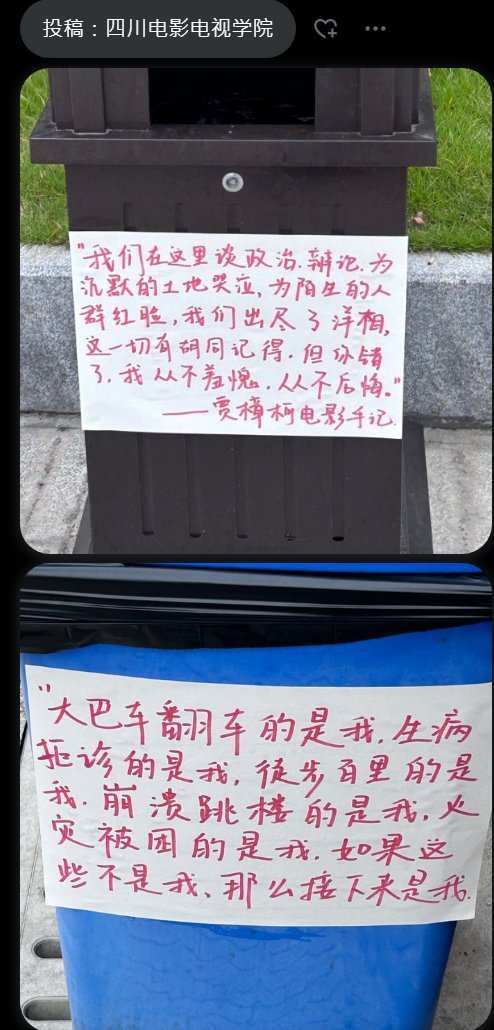 投稿：四川电影电视学院
"我们在这里谈政治、辩论、为
沉默的土地哭泣、为陌生的人
群红脸，我们出尽了洋相，
这一切有胡同记得。但你错
了，我从不羞愧，从不后悔。"
——贾樟柯电影手记
"大巴车翻车的是我，生病
拒诊的是我，徒步百里的是
我，崩溃跳楼的是我，火
灾被困的是我，如果这
些不是我、那么接下来是我.